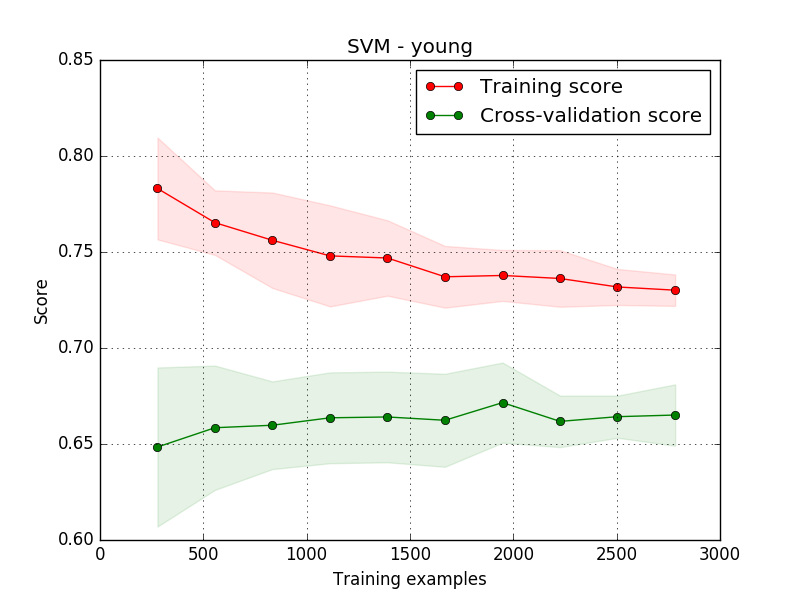 SVM - young
Training score
Cross-validation score
0.85
0.80
0.75
0.70
0.65
0.60
Score
0
500
1000
1500
2000
2500
3000
Training examples